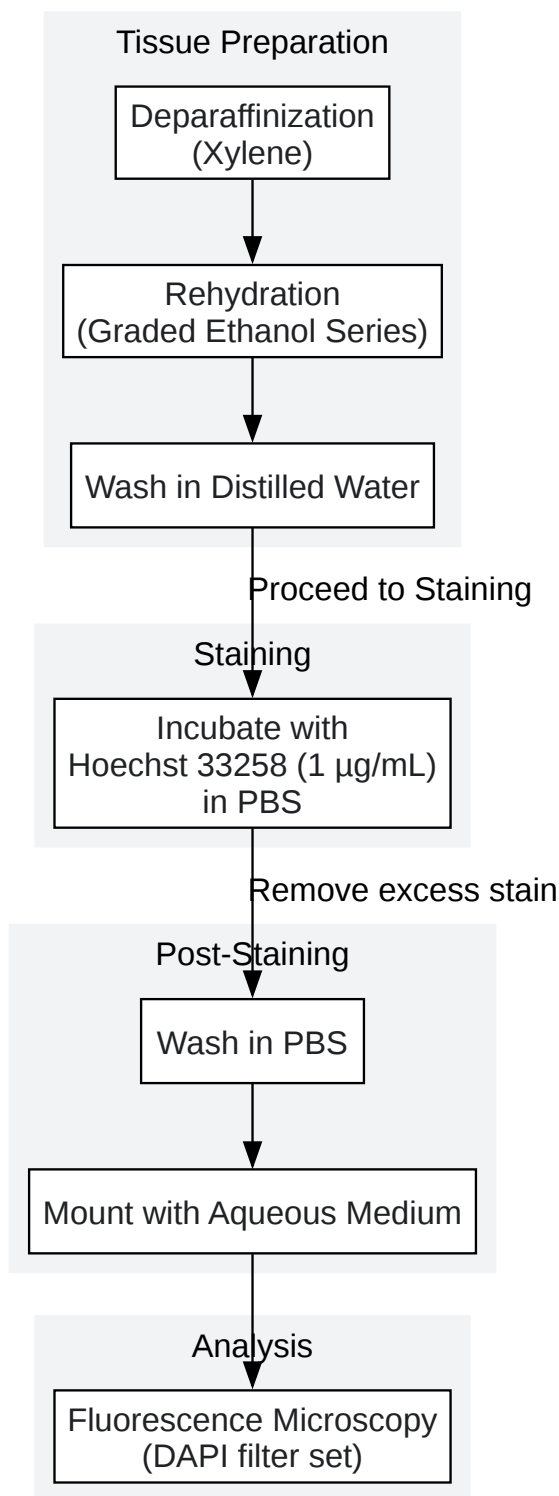 Tissue Preparation
Deparaffinization
(Xylene)
Rehydration
(Graded Ethanol Series)
Wash in Distilled Water
Proceed to Staining
Staining
Incubate with
Hoechst 33258 (1 µg/mL)
in PBS
Remove excess stain
Post-Staining
Wash in PBS
Mount with Aqueous Medium
Analysis
Fluorescence Microscopy
(DAPI filter set)